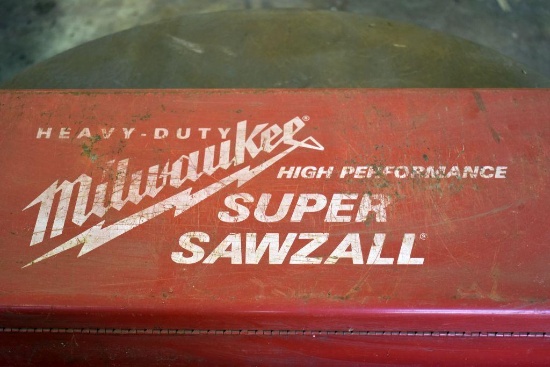 HEAVY-DUTY
Milwaukee®
HIGH PERFORMANCE
SUPER
SAWZALL®